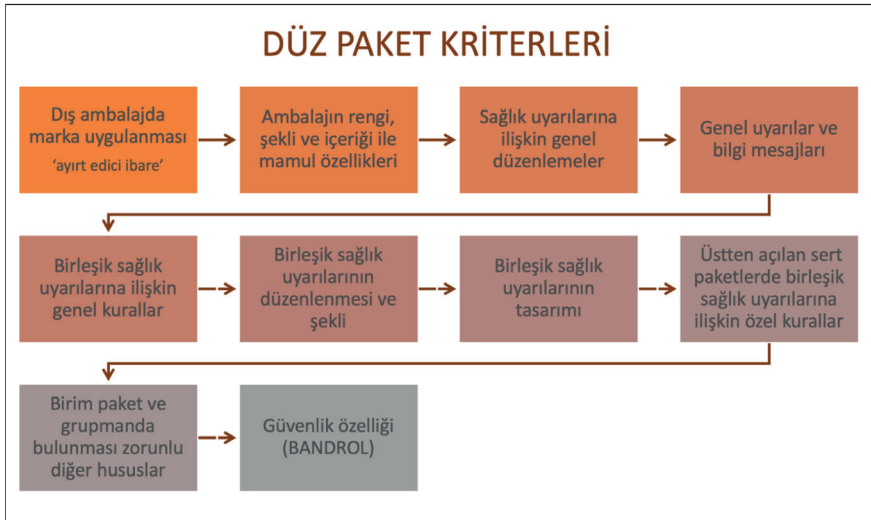 DÜZ PAKET KRİTERLERİ
Dış ambalajda
marka uygulanması
'ayırt edici ibare'
Ambalajın rengi,
şekli ve içeriği ile
mamul özellikleri
Sağlık uyarılarına
ilişkin genel
düzenlemeler
Genel uyarılar ve
bilgi mesajları
Birleşik sağlık
uyarılarına ilişkin
genel kurallar
Birleşik sağlık
uyarılarının
düzenlenmesi ve
şekli
Birleşik sağlık
uyarılarının
tasarımı
Üstten açılan sert
paketlerde birleşik
sağlık uyarılarına
ilişkin özel kurallar
Birim paket ve
grupmanda
bulunması zorunlu
diğer hususlar
Güvenlik özelliği
(BANDROL)